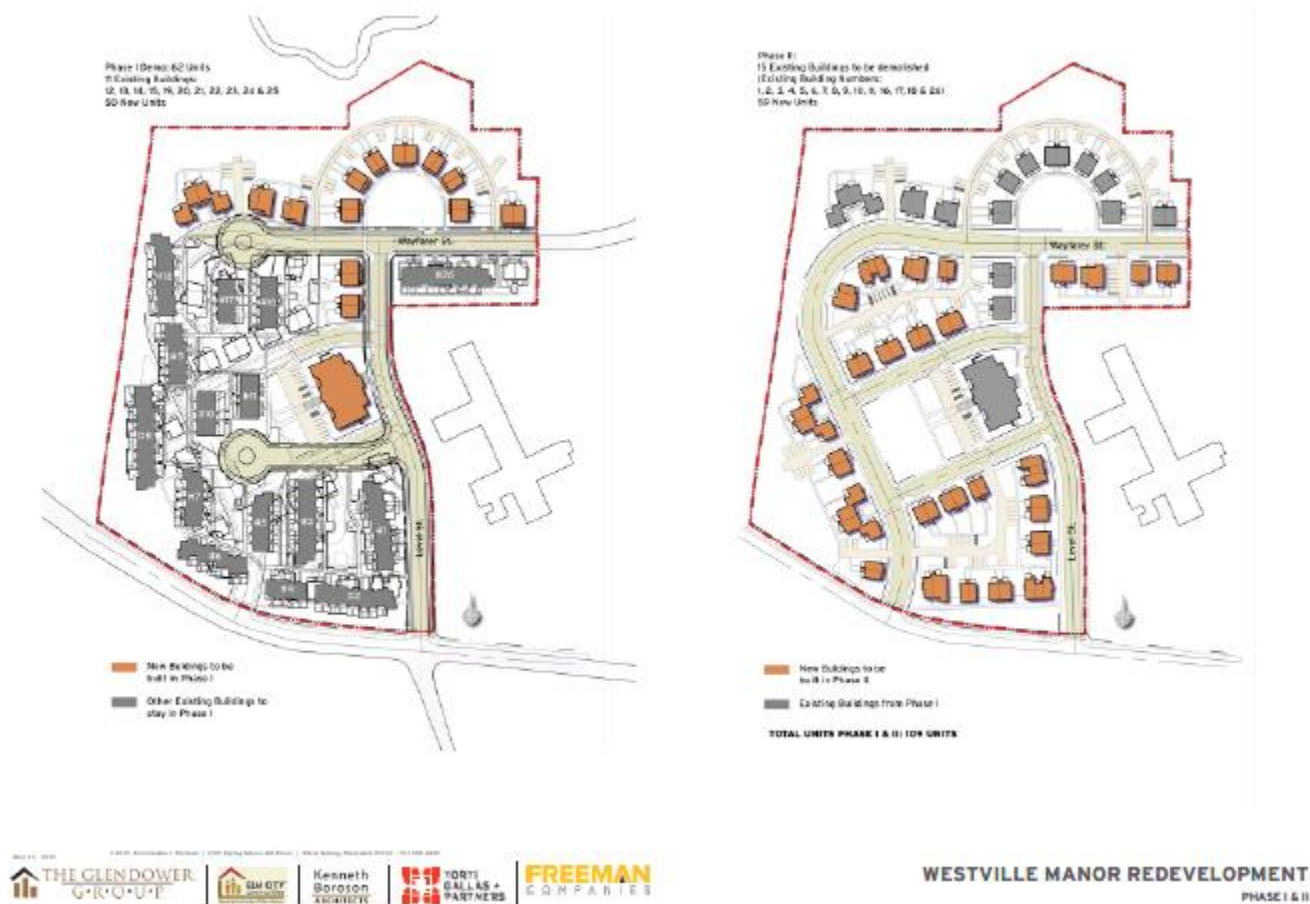 Phase I Demo: 62 Units
11 Existing Buildings:
12, 13, 14, 15, 19, 20, 21, 22, 23, 24 & 25
50 New Units
Phase II:
15 Existing Buildings to be demolished
(Existing Building Numbers:
1, 2, 3, 4, 5, 6, 7, 8, 9, 10, 11, 16, 17, 18 & 26)
59 New Units
Wayfarer St.
Wayfarer St.
Level St.
Level St.
New Buildings to be
built in Phase I
Other Existing Buildings to
stay in Phase I
New Buildings to be
built in Phase II
Existing Buildings from Phase I
TOTAL UNITS PHASE I & II: 109 UNITS
THE GLENDOWER
G•R•O•U•P
ELM CITY
Kenneth
Boroson
ARCHITECTS
TORTI
GALLAS +
PARTNERS
FREEMAN
COMPANIES
WESTVILLE MANOR REDEVELOPMENT
PHASE I & II